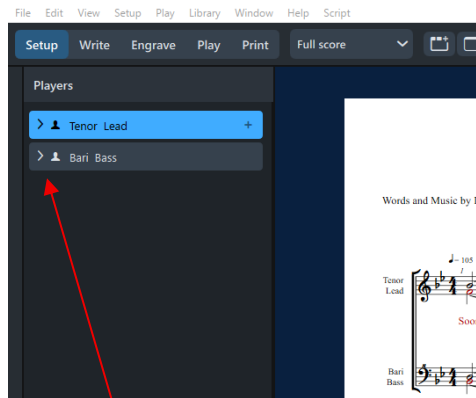 File Edit View Setup Play Library Window Help Script
Setup Write Engrave Play Print Full score
Players
Tenor Lead +
Bari Bass
Words and Music by
= 105
1
Tenor
Lead
Soo
Bari
Bass